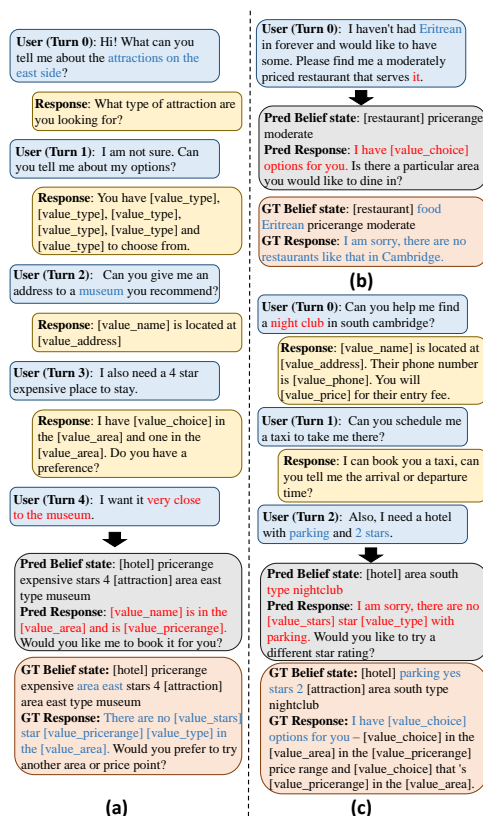 User (Turn 0): Hi! What can you
tell me about the attractions on the
east side?
Response: What type of attraction are
you looking for?
User (Turn 1): I am not sure. Can
you tell me about my options?
Response: You have [value_type],
[value_type], [value_type],
[value_type], [value_type] and
[value_type] to choose from.
User (Turn 2): Can you give me an
address to a museum you recommend?
Response: [value_name] is located at
[value_address]
User (Turn 3): I also need a 4 star
expensive place to stay.
Response: I have [value_choice] in
the [value_area] and one in the
[value_area]. Do you have a
preference?
User (Turn 4): I want it very close
to the museum.
Pred Belief state: [hotel] pricerange
expensive stars 4 [attraction] area east
type museum
Pred Response: [value_name] is in the
[value_area] and is [value_pricerange].
Would you like me to book it for you?
GT Belief state: [hotel] pricerange
expensive area east stars 4 [attraction]
area east type museum
GT Response: There are no [value_stars]
star [value_pricerange] [value_type] in
the [value_area]. Would you prefer to try
another area or price point?
(a)
User (Turn 0): I haven't had Eritrean
in forever and would like to have
some. Please find me a moderately
priced restaurant that serves it.
Pred Belief state: [restaurant] pricerange
moderate
Pred Response: I have [value_choice]
options for you. Is there a particular area
you would like to dine in?
GT Belief state: [restaurant] food
Eritrean pricerange moderate
GT Response: I am sorry, there are no
restaurants like that in Cambridge.
(b)
User (Turn 0): Can you help me find
a night club in south cambridge?
Response: [value_name] is located at
[value_address]. Their phone number
is [value_phone]. You will
[value_price] for their entry fee.
User (Turn 1): Can you schedule me
a taxi to take me there?
Response: I can book you a taxi, can
you tell me the arrival or departure
time?
User (Turn 2): Also, I need a hotel
with parking and 2 stars.
Pred Belief state: [hotel] area south
type nightclub
Pred Response: I am sorry, there are no
[value_stars] star [value_type] with
parking. Would you like to try a
different star rating?
GT Belief state: [hotel] parking yes
stars 2 [attraction] area south type
nightclub
GT Response: I have [value_choice]
options for you – [value_choice] in the
[value_area] in the [value_pricerange]
price range and [value_choice] that 's
[value_pricerange] in the [value_area].
(c)